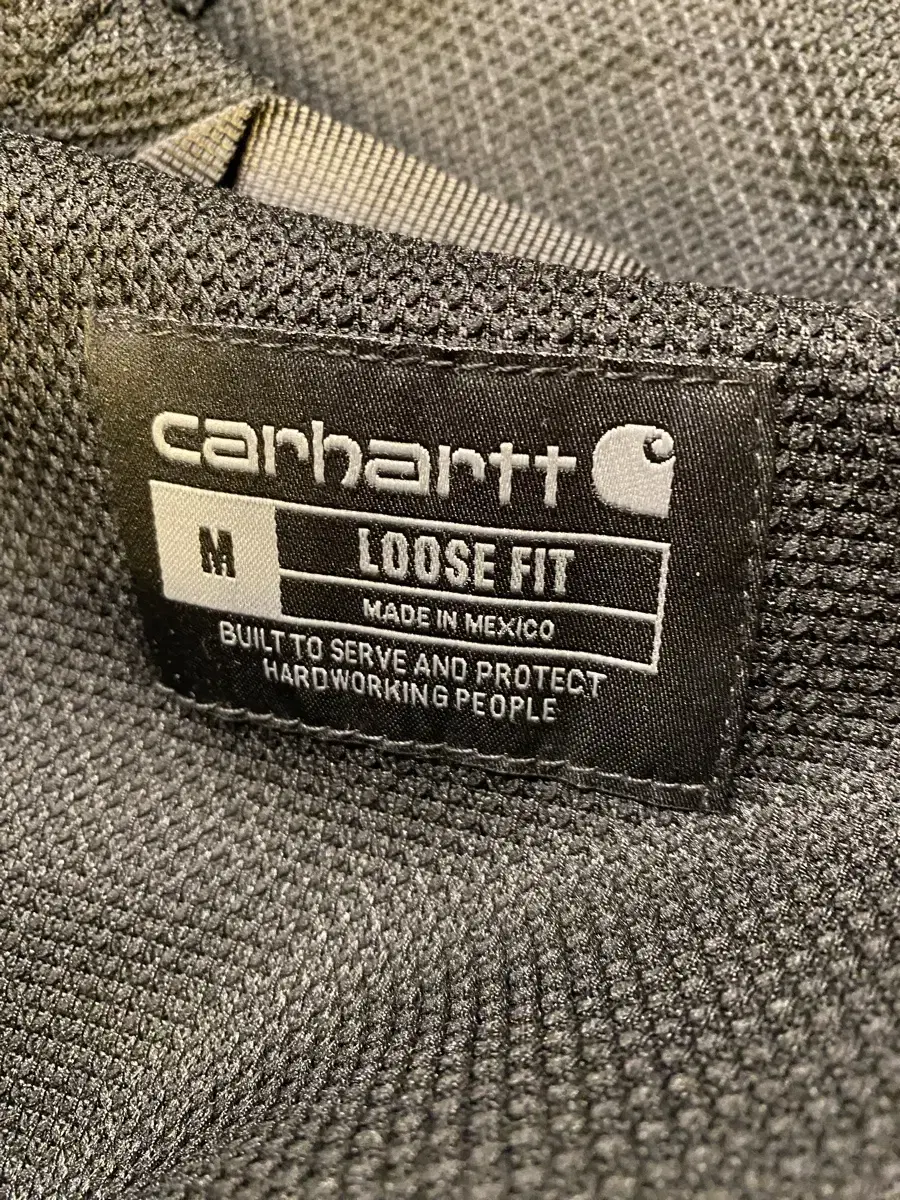 carhartt
M
LOOSE FIT
MADE IN MEXICO
BUILT TO SERVE AND PROTECT
HARDWORKING PEOPLE